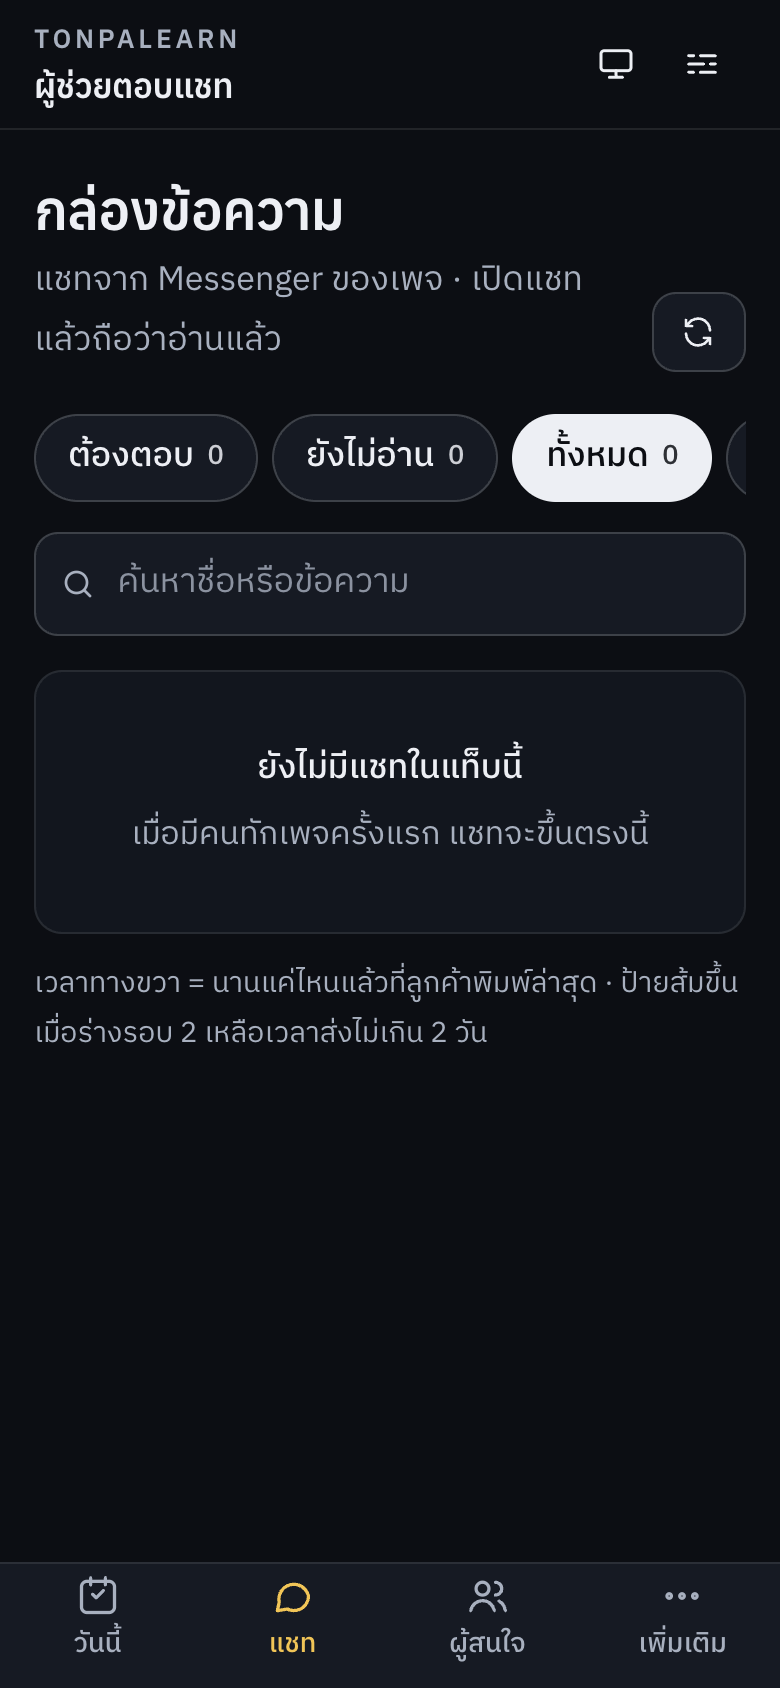 TONPALEARN
ผู้ช่วยตอบแชท
กล่องข้อความ
แชทจาก Messenger ของเพจ · เปิดแชท
แล้วถือว่าอ่านแล้ว
ต้องตอบ 0 ยังไม่อ่าน 0 ทั้งหมด 0
ค้นหาชื่อหรือข้อความ
ยังไม่มีแชทในแท็บนี้
เมื่อมีคนทักเพจครั้งแรก แชทจะขึ้นตรงนี้
เวลาทางขวา = นานแค่ไหนแล้วที่ลูกค้าพิมพ์ล่าสุด · ป้ายส้มขึ้น
เมื่อร่างรอบ 2 เหลือเวลาส่งไม่เกิน 2 วัน
วันนี้ แชท ผู้สนใจ เพิ่มเติม